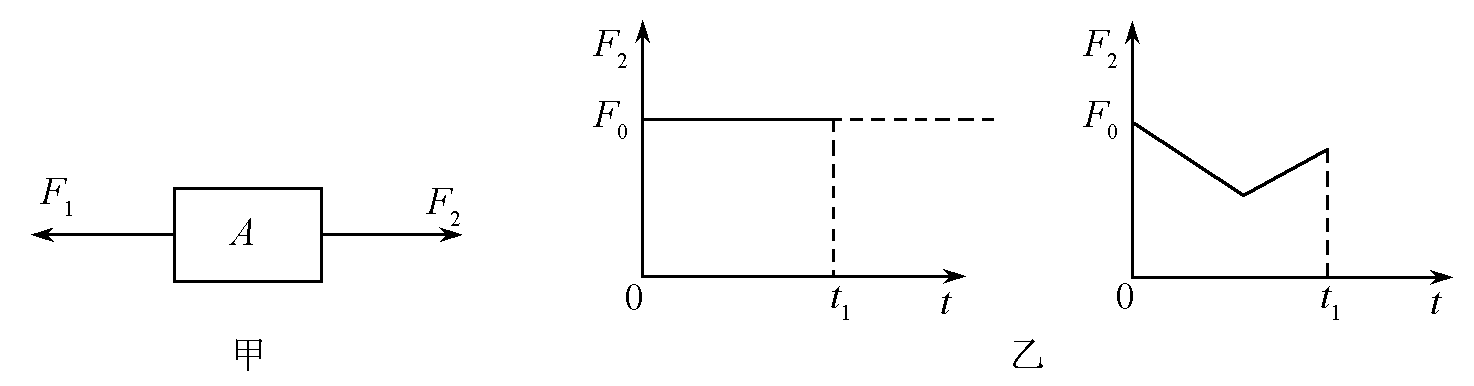 F₁
A
F₂
甲
F₂
F₀
0
t₁
t
F₂
F₀
0
t₁
t
乙